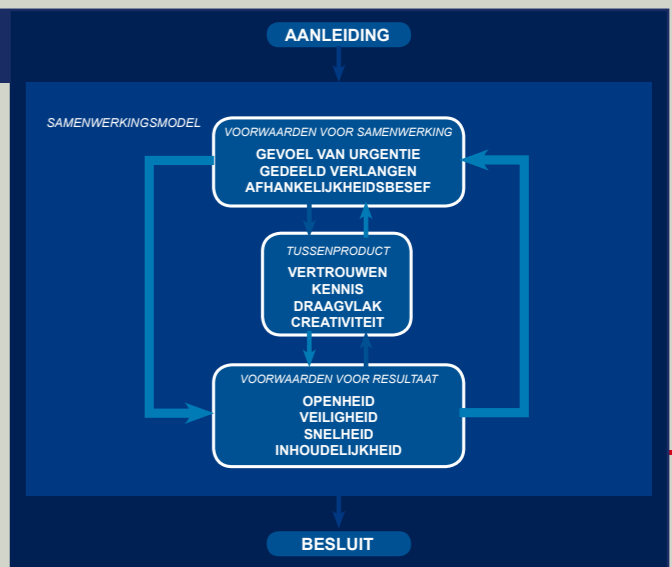 AANLEIDING
SAMENWERKINGSMODEL
VOORWAARDEN VOOR SAMENWERKING
GEVOEL VAN URGENTIE
GEDEELD VERLANGEN
AFHANKELIJKHEIDSBESEF
TUSSENPRODUCT
VERTROUWEN
KENNIS
DRAAGVLAK
CREATIVITEIT
VOORWAARDEN VOOR RESULTAAT
OPENHEID
VEILIGHEID
SNELHEID
INHOUDELIJKHEID
BESLUIT